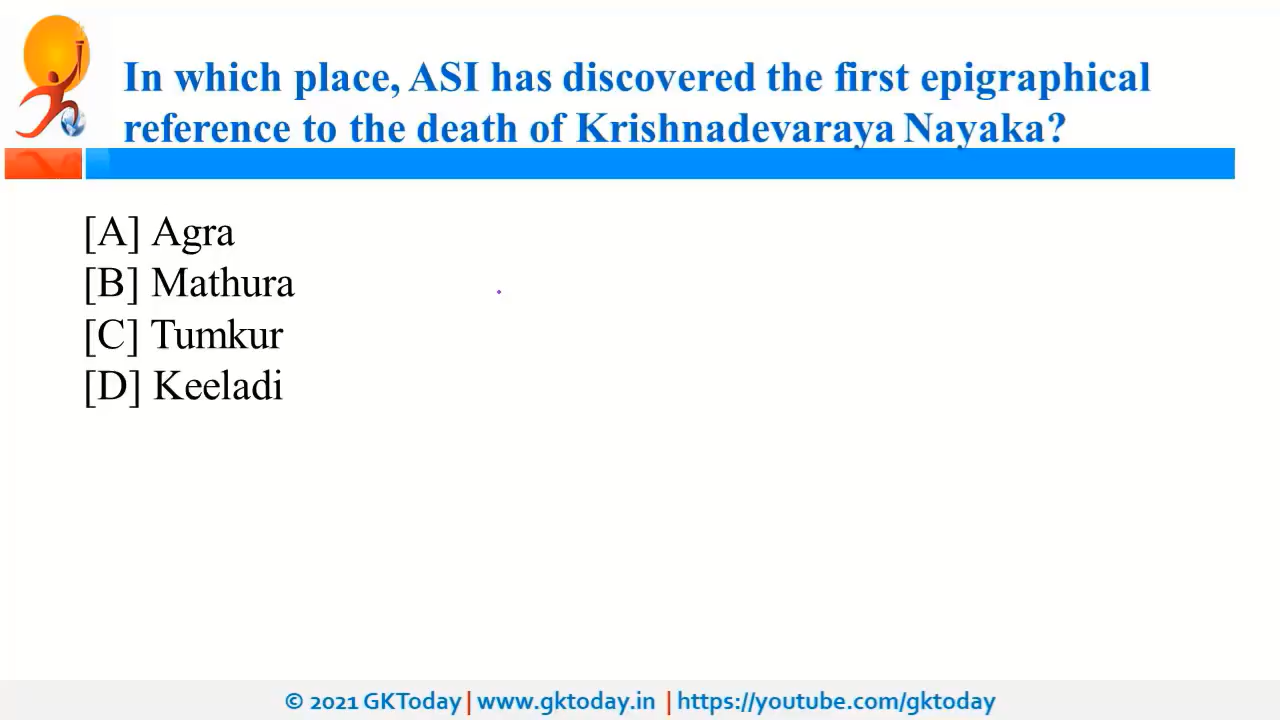 In which place, ASI has discovered the first epigraphical
reference to the death of Krishnadevaraya Nayaka?
[A] Agra
[B] Mathura
[C] Tumkur
[D] Keeladi
© 2021 GKToday | www.gktoday.in | https://youtube.com/gktoday